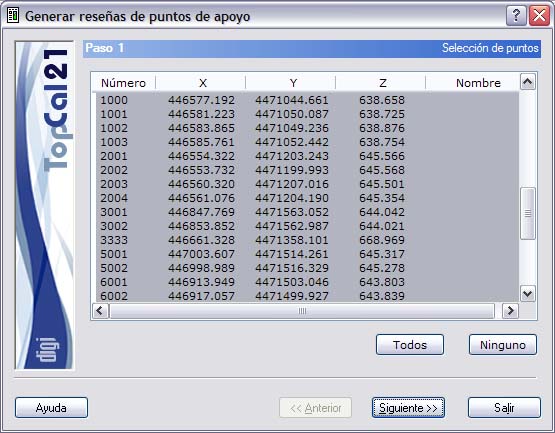 Generar reseñas de puntos de apoyo
Paso 1 Selección de puntos
TopCal21
digi
Número X Y Z Nombre
1000 446577.192 4471044.661 638.658
1001 446581.223 4471050.087 638.725
1002 446583.865 4471049.236 638.876
1003 446585.761 4471052.442 638.754
2001 446554.322 4471203.243 645.566
2002 446553.732 4471199.993 645.568
2003 446560.320 4471207.016 645.501
2004 446561.076 4471204.190 645.354
3001 446847.769 4471563.052 644.042
3002 446853.852 4471562.987 644.021
3333 446661.328 4471358.101 668.969
5001 447003.607 4471514.261 645.317
5002 446998.989 4471516.329 645.278
6001 446913.949 4471503.046 643.803
6002 446917.057 4471499.927 643.839
Todos Ninguno
Ayuda << Anterior Siguiente >> Salir